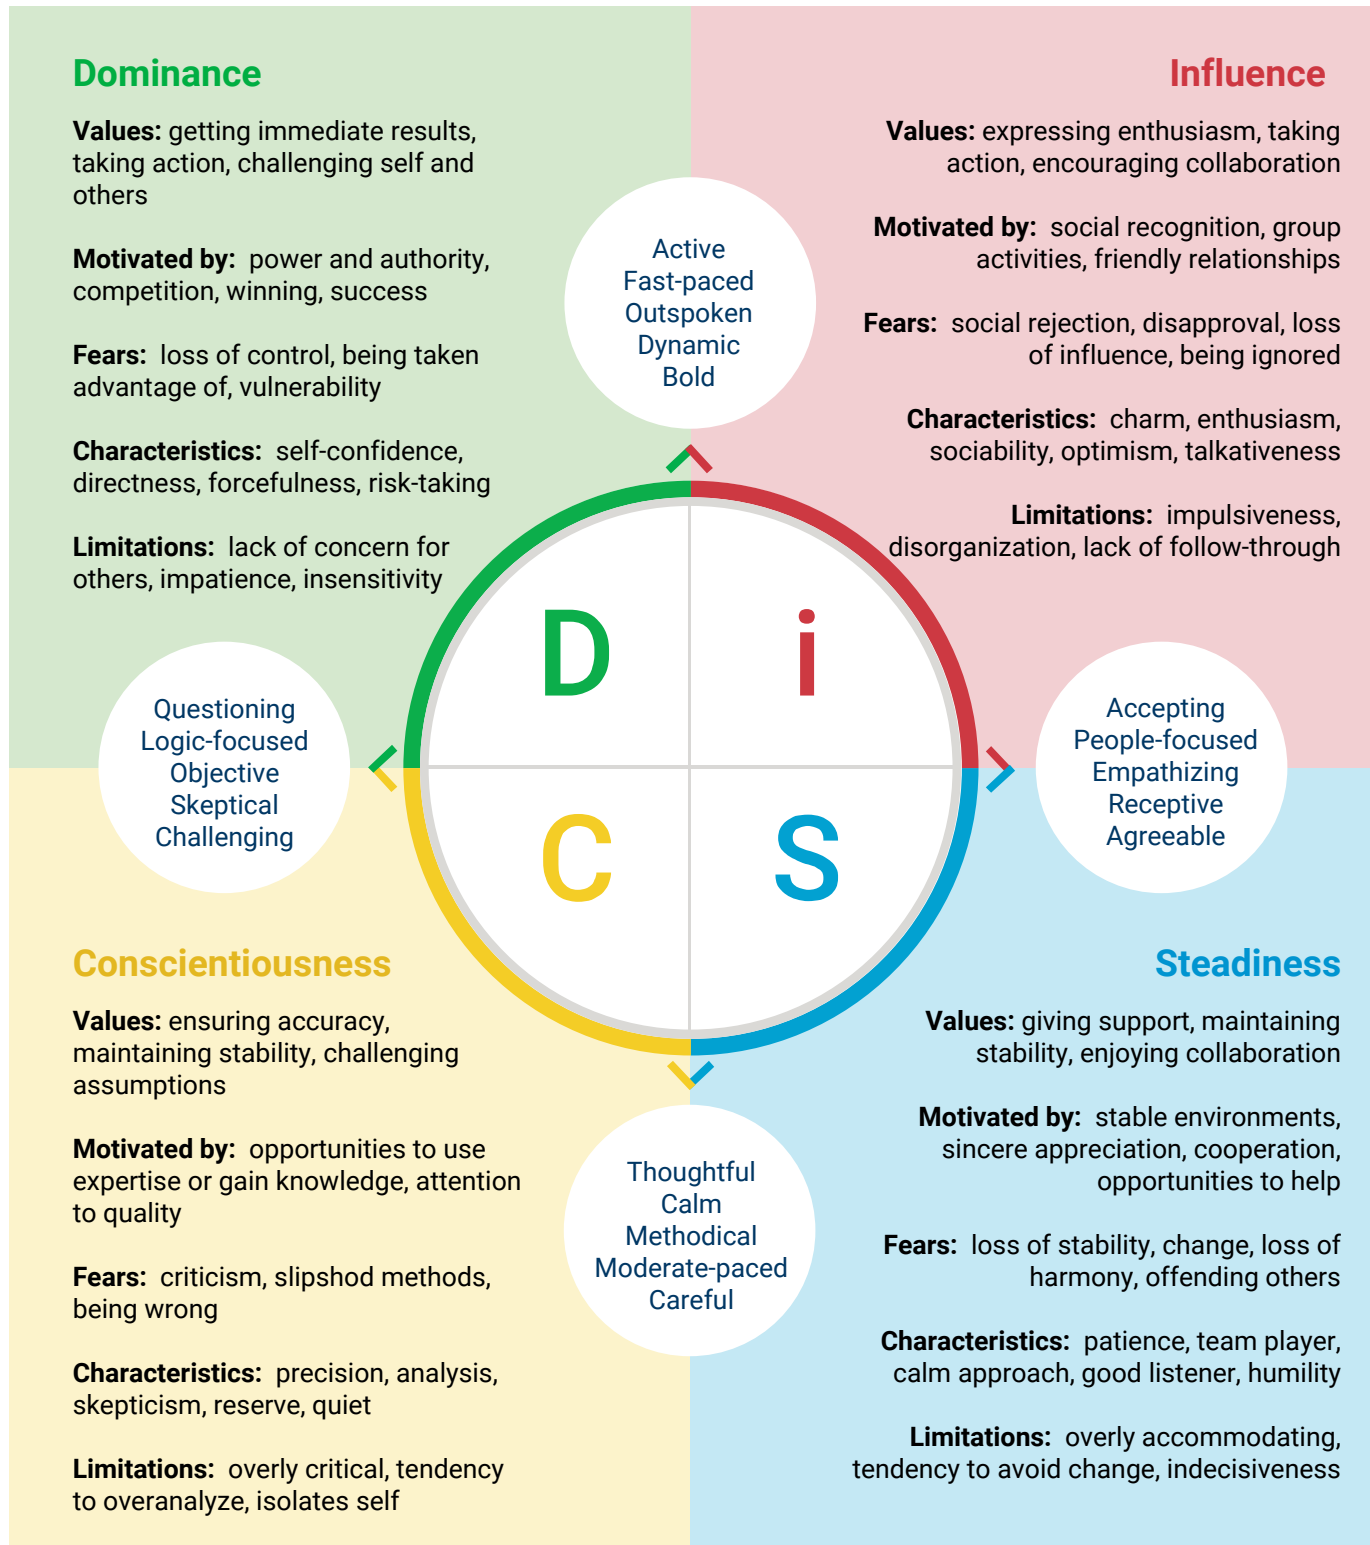 Dominance
Values: getting immediate results,
taking action, challenging self and
others
Motivated by: power and authority,
competition, winning, success
Fears: loss of control, being taken
advantage of, vulnerability
Characteristics: self-confidence,
directness, forcefulness, risk-taking
Limitations: lack of concern for
others, impatience, insensitivity
Influence
Values: expressing enthusiasm, taking
action, encouraging collaboration
Motivated by: social recognition, group
activities, friendly relationships
Fears: social rejection, disapproval, loss
of influence, being ignored
Characteristics: charm, enthusiasm,
sociability, optimism, talkativeness
Limitations: impulsiveness,
disorganization, lack of follow-through
Active
Fast-paced
Outspoken
Dynamic
Bold
D
i
C
S
Questioning
Logic-focused
Objective
Skeptical
Challenging
Accepting
People-focused
Empathizing
Receptive
Agreeable
Conscientiousness
Values: ensuring accuracy,
maintaining stability, challenging
assumptions
Motivated by: opportunities to use
expertise or gain knowledge, attention
to quality
Fears: criticism, slipshod methods,
being wrong
Characteristics: precision, analysis,
skepticism, reserve, quiet
Limitations: overly critical, tendency
to overanalyze, isolates self
Thoughtful
Calm
Methodical
Moderate-paced
Careful
Steadiness
Values: giving support, maintaining
stability, enjoying collaboration
Motivated by: stable environments,
sincere appreciation, cooperation,
opportunities to help
Fears: loss of stability, change, loss of
harmony, offending others
Characteristics: patience, team player,
calm approach, good listener, humility
Limitations: overly accommodating,
tendency to avoid change, indecisiveness